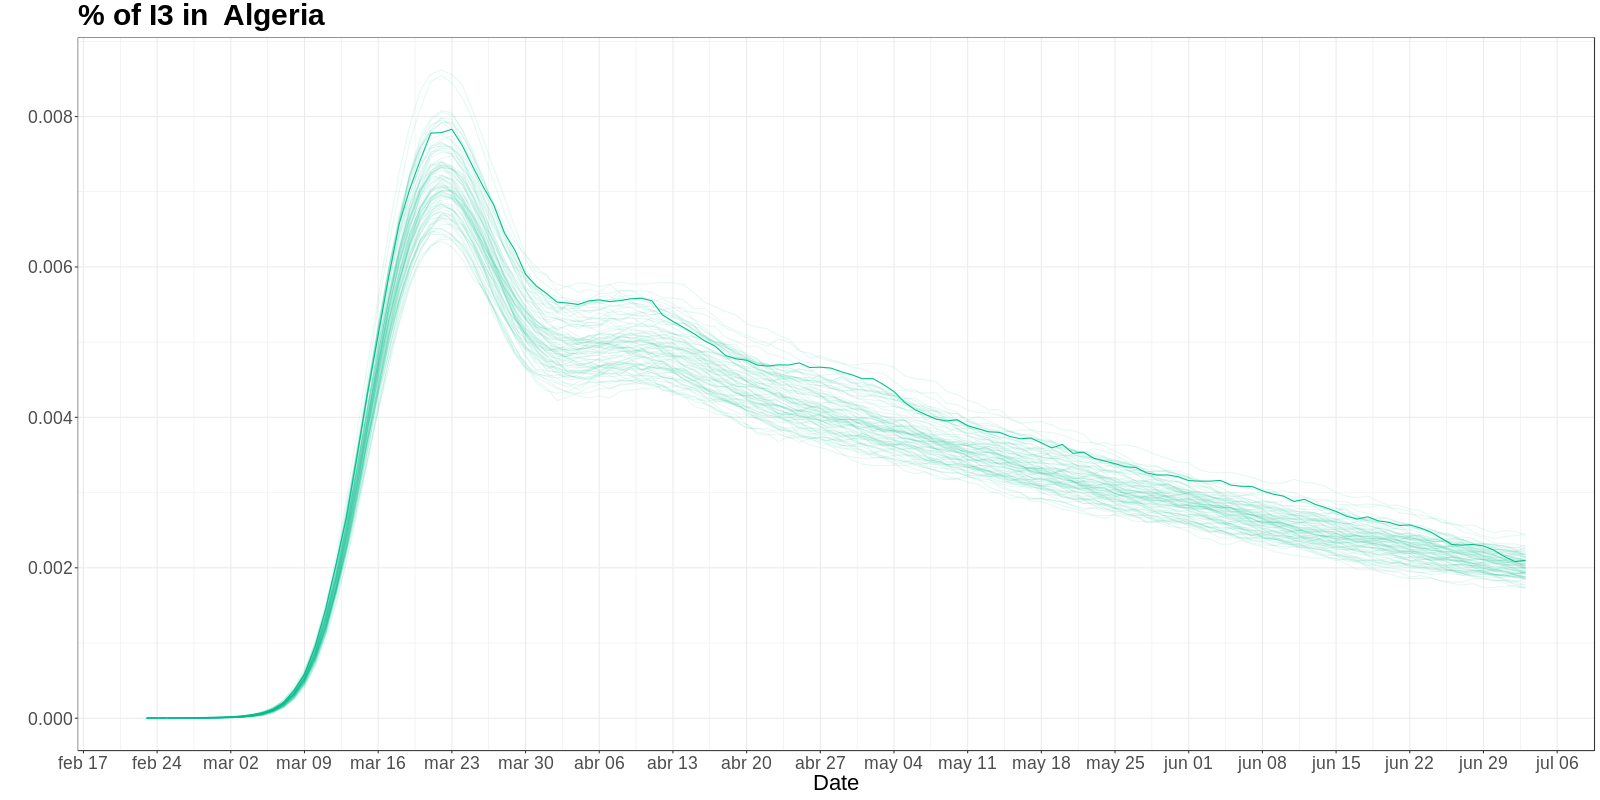 % of I3 in  Algeria
0.008
0.006
0.004
0.002
0.000
feb 17 feb 24 mar 02 mar 09 mar 16 mar 23 mar 30 abr 06 abr 13 abr 20 abr 27 may 04 may 11 may 18 may 25 jun 01 jun 08 jun 15 jun 22 jun 29 jul 06
Date